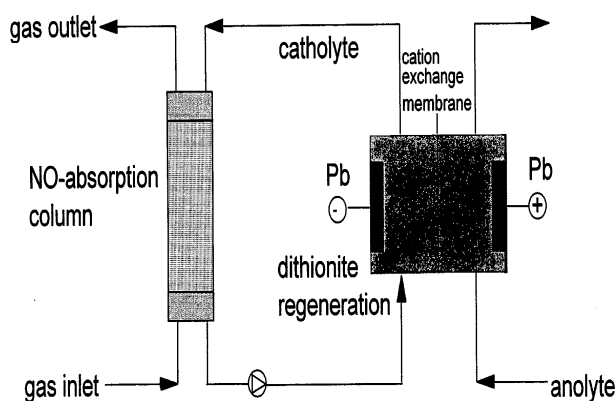 gas outlet
catholyte
cation
exchange
membrane
NO-absorption
column
Pb
-
Pb
+
dithionite
regeneration
gas inlet
anolyte